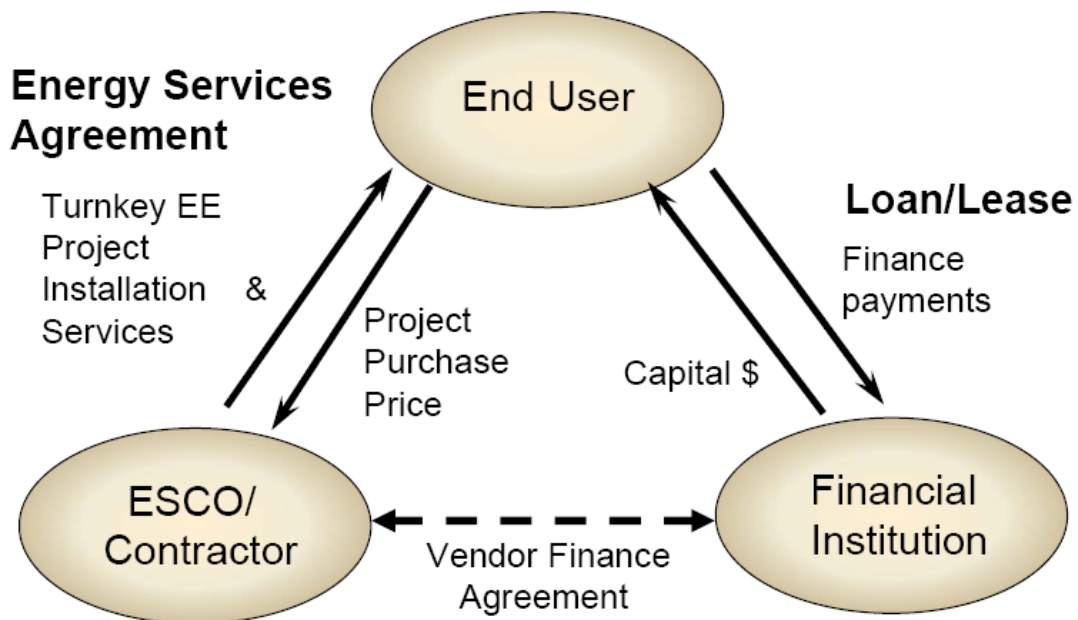 End User
Energy Services
Agreement
Turnkey EE
Project
Installation &
Services
Project
Purchase
Price
Loan/Lease
Finance
payments
Capital $
ESCO/
Contractor
Vendor Finance
Agreement
Financial
Institution